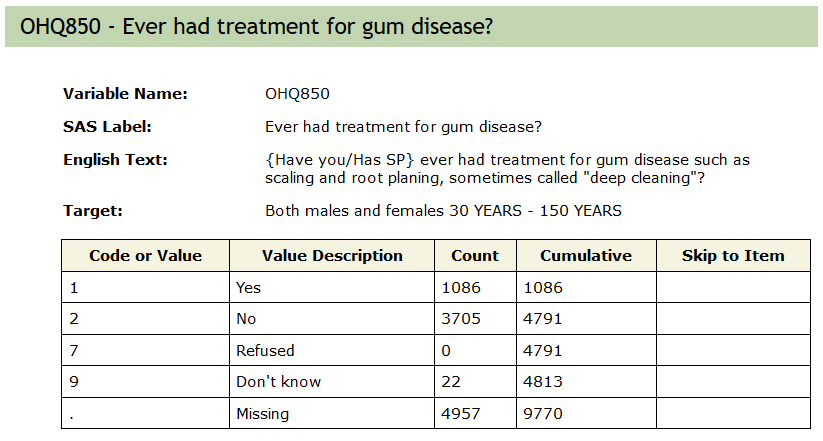 OHQ850 - Ever had treatment for gum disease?
Variable Name: OHQ850
SAS Label: Ever had treatment for gum disease?
English Text: {Have you/Has SP} ever had treatment for gum disease such as
scaling and root planing, sometimes called "deep cleaning"?
Target: Both males and females 30 YEARS - 150 YEARS
Code or Value Value Description Count Cumulative Skip to Item
1 Yes 1086 1086
2 No 3705 4791
7 Refused 0 4791
9 Don't know 22 4813
. Missing 4957 9770